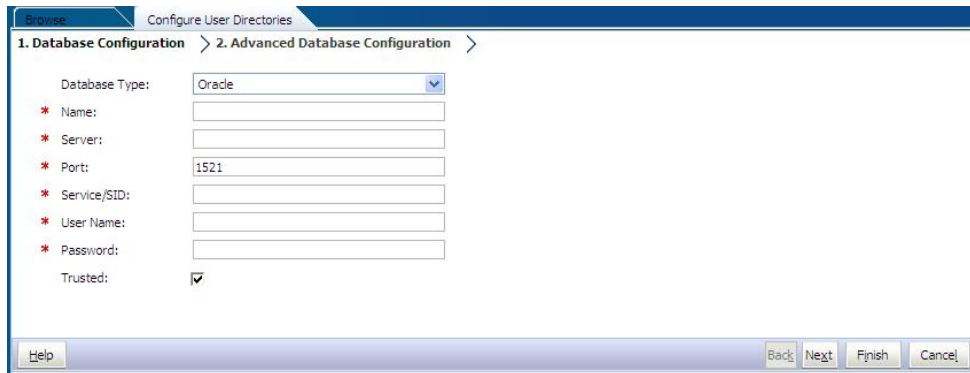 Browse Configure User Directories
1. Database Configuration 2. Advanced Database Configuration
Database Type: Oracle
* Name:
* Server:
* Port: 1521
* Service/SID:
* User Name:
* Password:
Trusted:
Help Back Next Finish Cancel